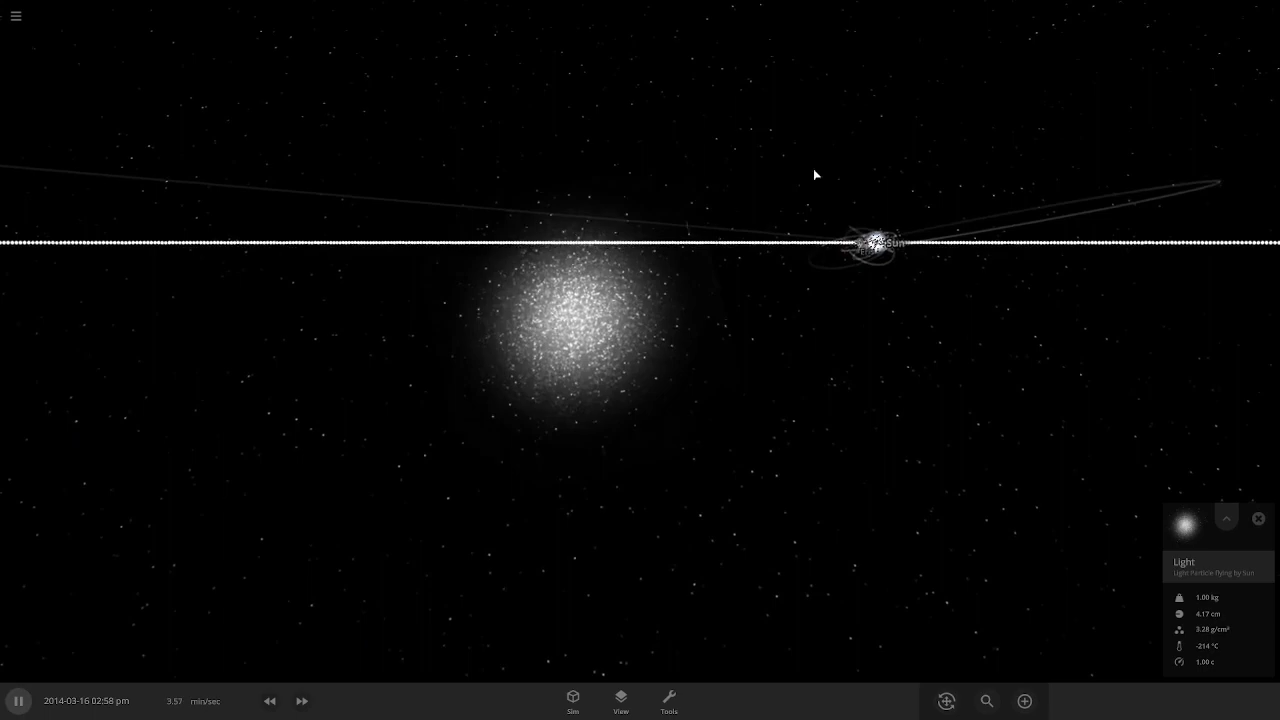 Sun
Light
Light Particle flying by Sun
1.00 kg
4.17 cm
3.28 g/cm³
-214 °C
1.00 c
2014-03-16 02:58 pm
3.57 min/sec
Sim
View
Tools